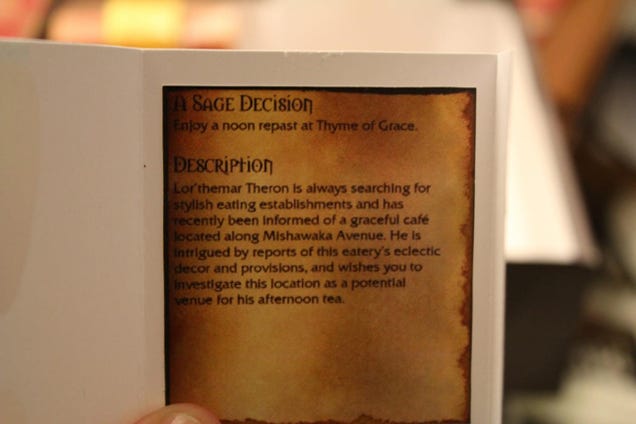 A Sage Decision
Enjoy a noon repast at Thyme of Grace.
Description
Lor'themar Theron is always searching for
stylish eating establishments and has
recently been informed of a graceful café
located along Mishawaka Avenue. He is
intrigued by reports of this eatery's eclectic
decor and provisions, and wishes you to
investigate this location as a potential
venue for his afternoon tea.